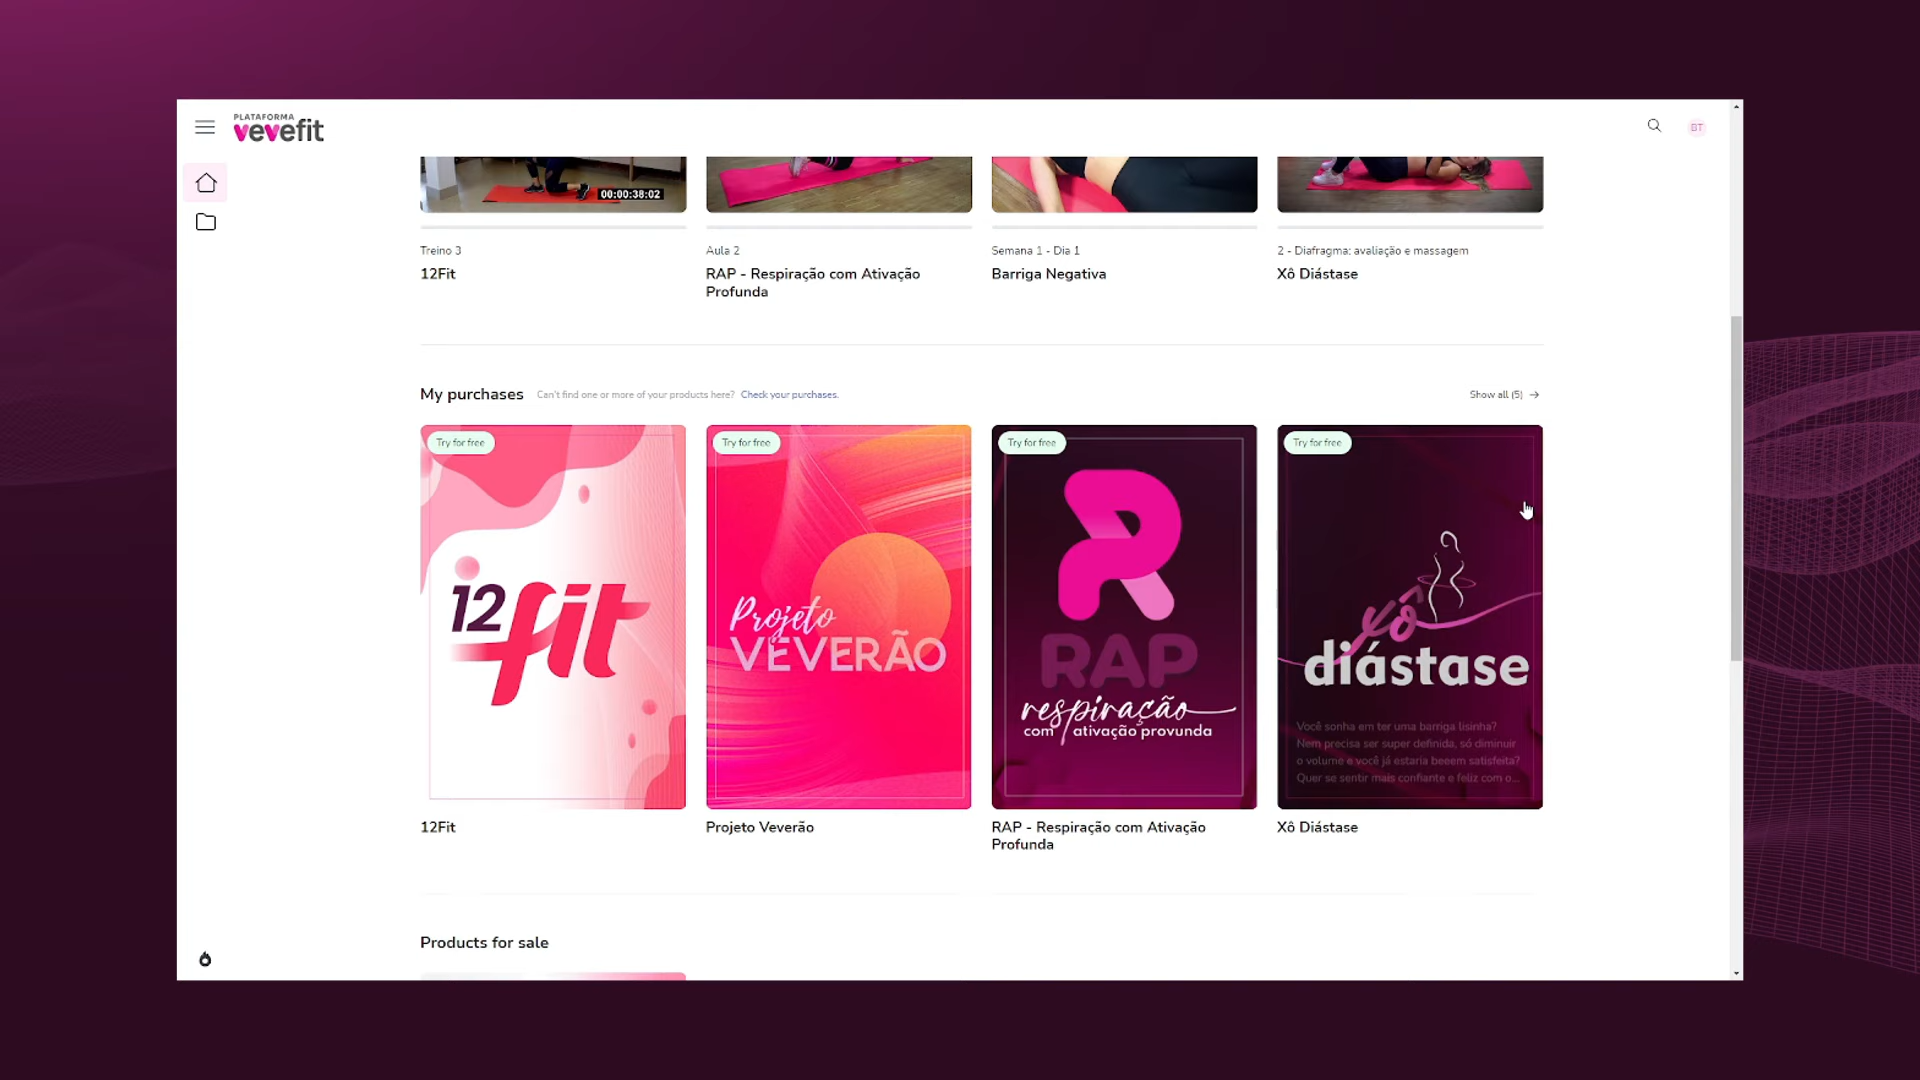 PLATAFORMA
vevefit
BT
00:00:38:02
Treino 3
12Fit
Aula 2
RAP - Respiração com Ativação
Profunda
Semana 1 - Dia 1
Barriga Negativa
2 - Diafragma: avaliação e massagem
Xô Diástase
My purchases
Can't find one or more of your products here? Check your purchases.
Show all (5)
Try for free
12fit
12Fit
Try for free
Projeto
VEVERÃO
Projeto Veverão
Try for free
R
RAP
respiração
com ativação provunda
RAP - Respiração com Ativação
Profunda
Try for free
xô
diástase
Você sonha em ter uma barriga lisinha?
Nem precisa ser super definida, só diminuir
o volume e você já estaria beeem satisfeita?
Quer se sentir mais confiante e feliz com o...
Xô Diástase
Products for sale